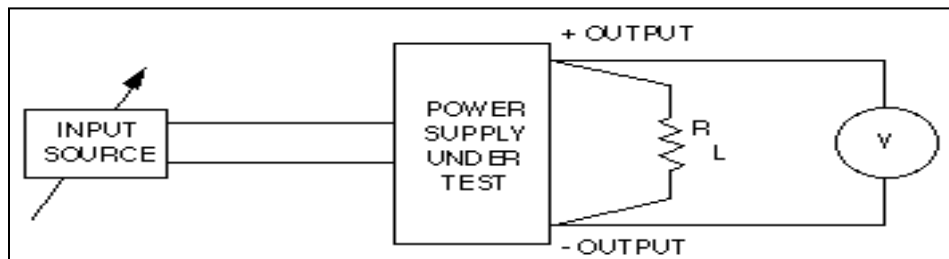 INPUT
SOURCE
POWER
SUPPLY
UNDER
TEST
+ OUTPUT
R
L
V
- OUTPUT